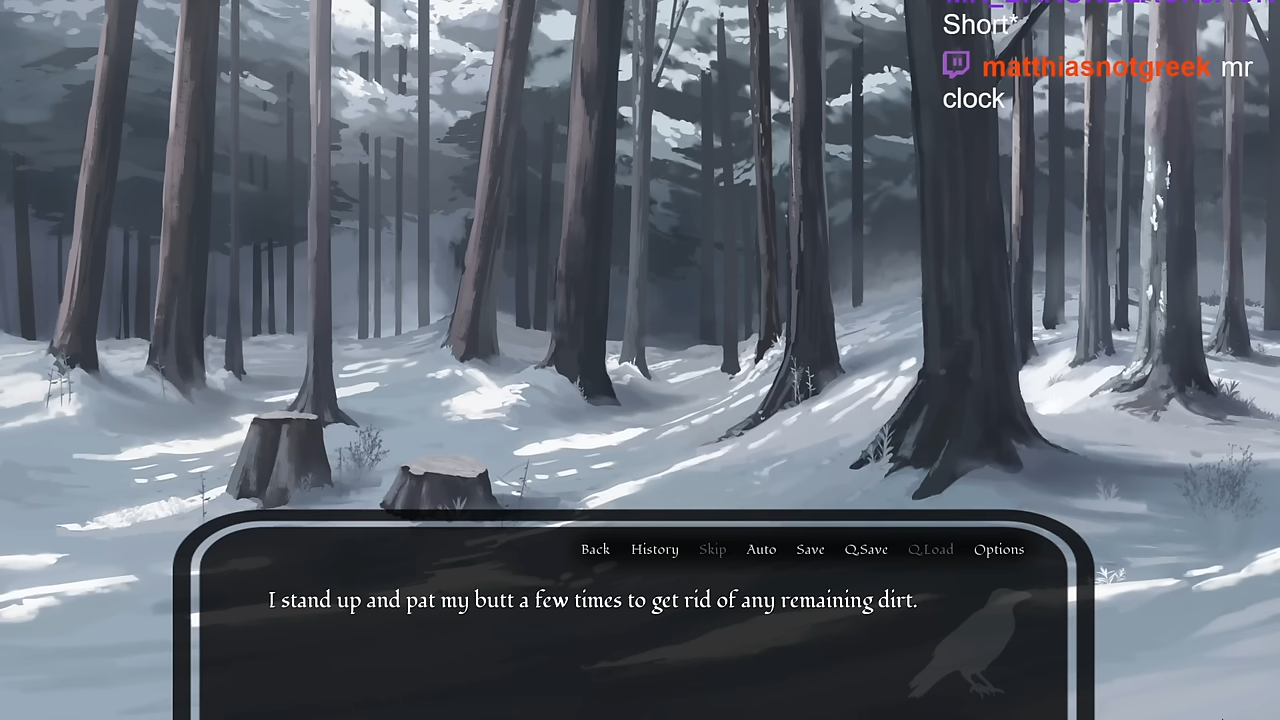 Short*
matthiasnotgreek mr
clock
Back History Skip Auto Save Q.Save Q.Load Options
I stand up and pat my butt a few times to get rid of any remaining dirt.